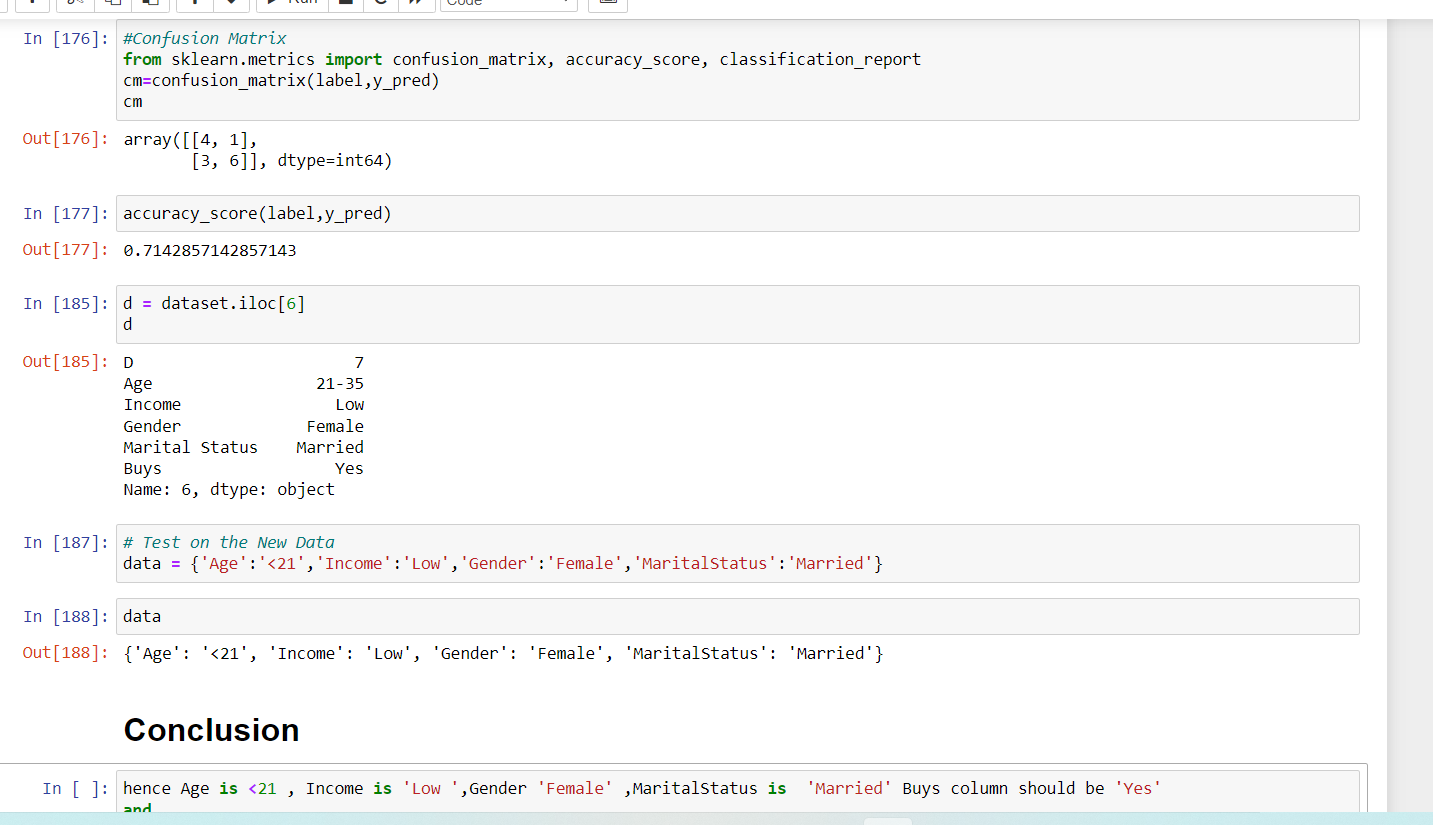 Run
Code
In [176]: #Confusion Matrix
from sklearn.metrics import confusion_matrix, accuracy_score, classification_report
cm=confusion_matrix(label,y_pred)
cm
Out[176]: array([[4, 1],
[3, 6]], dtype=int64)
In [177]: accuracy_score(label,y_pred)
Out[177]: 0.7142857142857143
In [185]: d = dataset.iloc[6]
d
Out[185]: D 7
Age 21-35
Income Low
Gender Female
Marital Status Married
Buys Yes
Name: 6, dtype: object
In [187]: # Test on the New Data
data = {'Age':'<21','Income':'Low','Gender':'Female','MaritalStatus':'Married'}
In [188]: data
Out[188]: {'Age': '<21', 'Income': 'Low', 'Gender': 'Female', 'MaritalStatus': 'Married'}
Conclusion
In [ ]: hence Age is <21 , Income is 'Low ',Gender 'Female' ,MaritalStatus is  'Married' Buys column should be 'Yes'
and